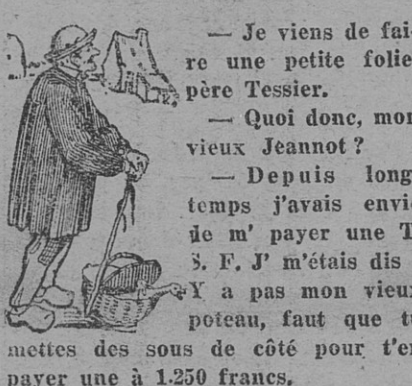 — Je viens de fai-
re une petite folie
père Tessier.
— Quoi donc, mon
vieux Jeannot ?
— Depuis long
temps j'avais envi
de m' payer une T
S. F. J' m'étais dis
Y a pas mon vieux
poteau, faut que tu
mettes des sous de côté pour t'en
payer une à 1.250 francs.